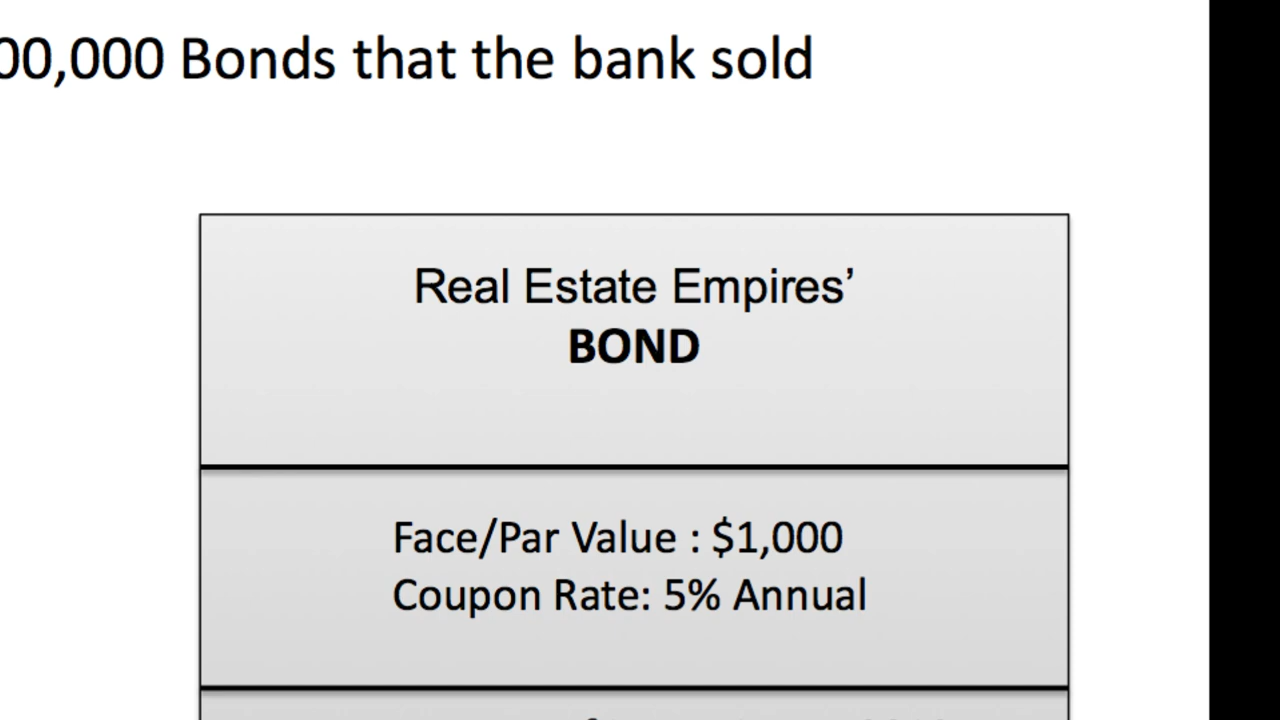 00,000 Bonds that the bank sold
Real Estate Empires’
BOND
Face/Par Value : $1,000
Coupon Rate: 5% Annual